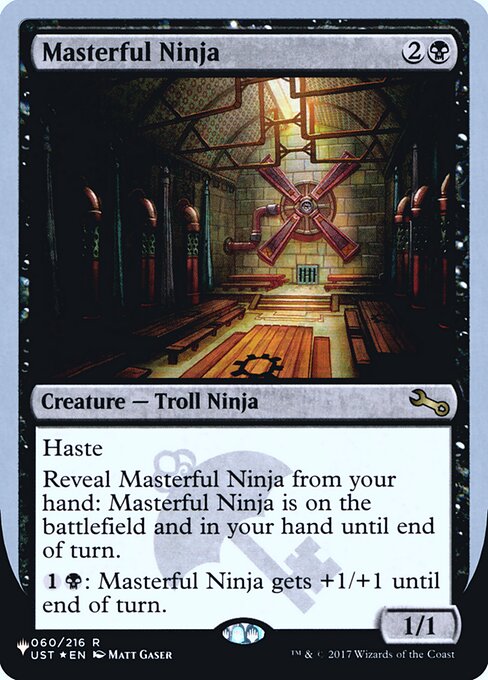 Masterful Ninja 2
Creature — Troll Ninja
Haste
Reveal Masterful Ninja from your
hand: Masterful Ninja is on the
battlefield and in your hand until end
of turn.
1 : Masterful Ninja gets +1/+1 until
end of turn.
1/1
060/216 R
UST ★ EN Matt Gaser
™ & © 2017 Wizards of the Coast